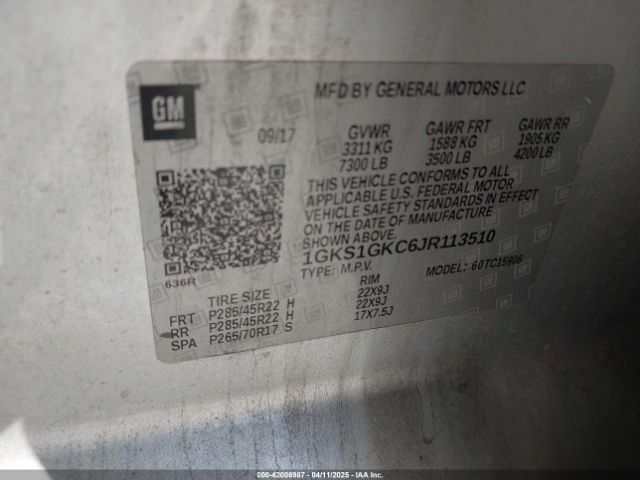 GM
MFD BY GENERAL MOTORS LLC
09/17
GVWR GAWR FRT GAWR RR
3311 KG 1588 KG 1905 KG
7300 LB 3500 LB 4200 LB
THIS VEHICLE CONFORMS TO ALL
APPLICABLE U.S. FEDERAL MOTOR
VEHICLE SAFETY STANDARDS IN EFFECT
ON THE DATE OF MANUFACTURE
SHOWN ABOVE.
1GKS1GKC6JR113510
TYPE: M.P.V. MODEL: 60TC15906
636R
TIRE SIZE RIM
FRT P285/45R22 H 22X9J
RR P285/45R22 H 22X9J
SPA P265/70R17 S 17X7.5J
000-42006987 - 04/11/2025 - IAA Inc.